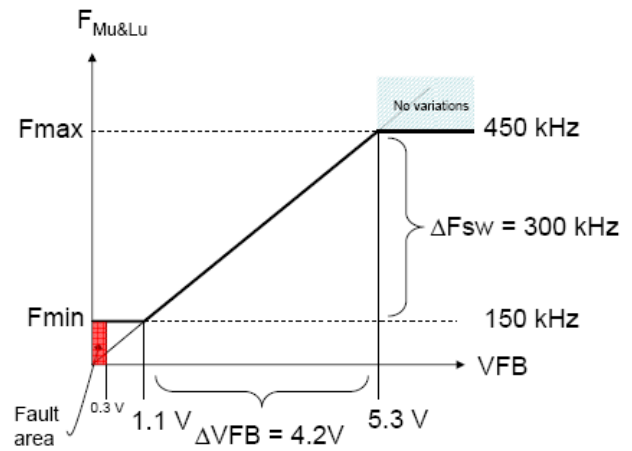 F Mu&Lu
No variations
Fmax
450 kHz
ΔFsw = 300 kHz
Fmin
150 kHz
VFB
0.3 V
1.1 V
ΔVFB = 4.2V
5.3 V
Fault
area